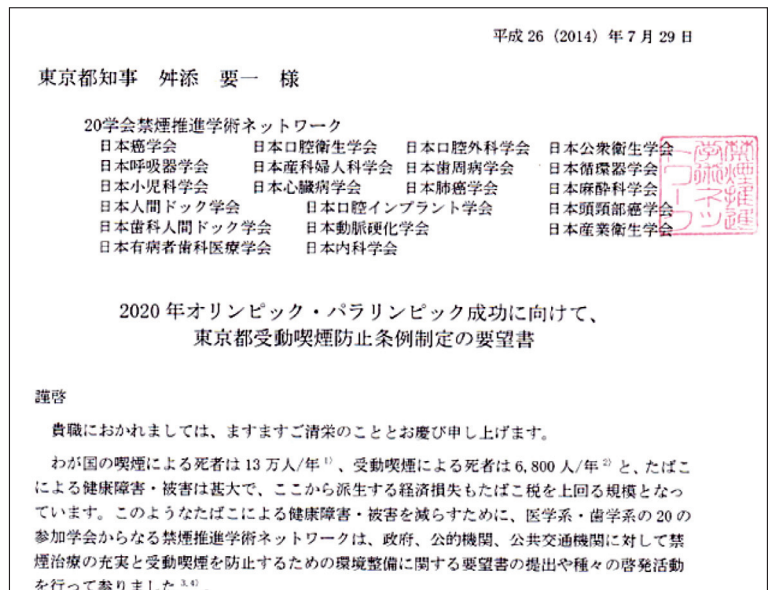 平成 26（2014）年 7 月 29 日
東京都知事　舛添　要一　様
20学会禁煙推進学術ネットワーク
日本癌学会　日本口腔衛生学会　日本口腔外科学会　日本公衆衛生学会
日本呼吸器学会　日本産科婦人科学会　日本歯周病学会　日本循環器学会
日本小児科学会　日本心臓病学会　日本肺癌学会　日本麻酔科学会
日本人間ドック学会　日本口腔インプラント学会　日本頭頸部癌学会
日本歯科人間ドック学会　日本動脈硬化学会　日本産業衛生学会
日本有病者歯科医療学会　日本内科学会
禁煙推進
学術ネッ
トワーク
2020 年オリンピック・パラリンピック成功に向けて、
東京都受動喫煙防止条例制定の要望書
謹啓
貴職におかれましては、ますますご清栄のこととお慶び申し上げます。
わが国の喫煙による死者は 13 万人/年 1)、受動喫煙による死者は 6,800 人/年 2) と、たばこ
による健康障害・被害は甚大で、ここから派生する経済損失もたばこ税を上回る規模となっ
ています。このようなたばこによる健康障害・被害を減らすために、医学系・歯学系の 20 の
参加学会からなる禁煙推進学術ネットワークは、政府、公的機関、公共交通機関に対して禁
煙治療の充実と受動喫煙を防止するための環境整備に関する要望書の提出や種々の啓発活動
を行って参りました 3,4)。